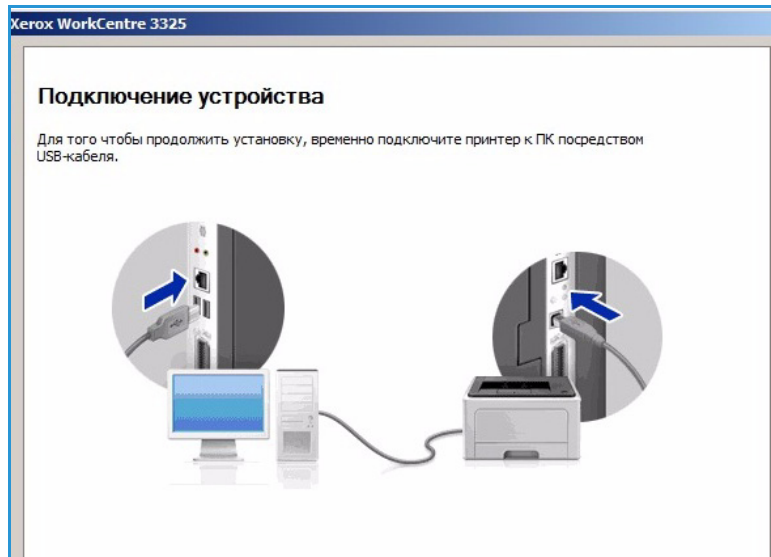 Xerox WorkCentre 3325
Подключение устройства
Для того чтобы продолжить установку, временно подключите принтер к ПК посредством
USB-кабеля.